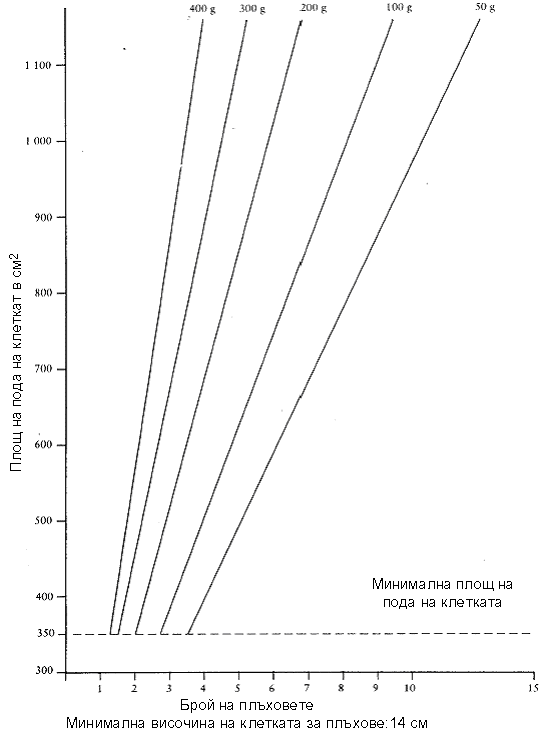 400 g 300 g 200 g 100 g 50 g
1 100
1 000
900
800
700
600
500
400
350
300
Площ на пода на клеткат в см2
Минимална площ на
пода на клетката
1 2 3 4 5 6 7 8 9 10 15
Брой на плъховете
Минимална височина на клетката за плъхове:14 см